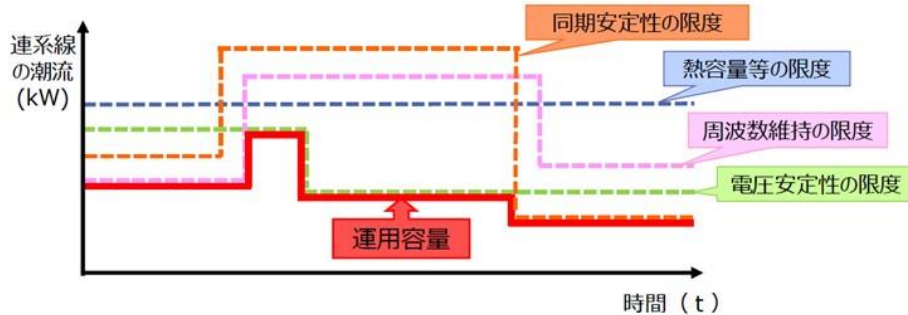 連系線
の潮流
(kW)
同期安定性の限度
熱容量等の限度
周波数維持の限度
電圧安定性の限度
運用容量
時間（ｔ）